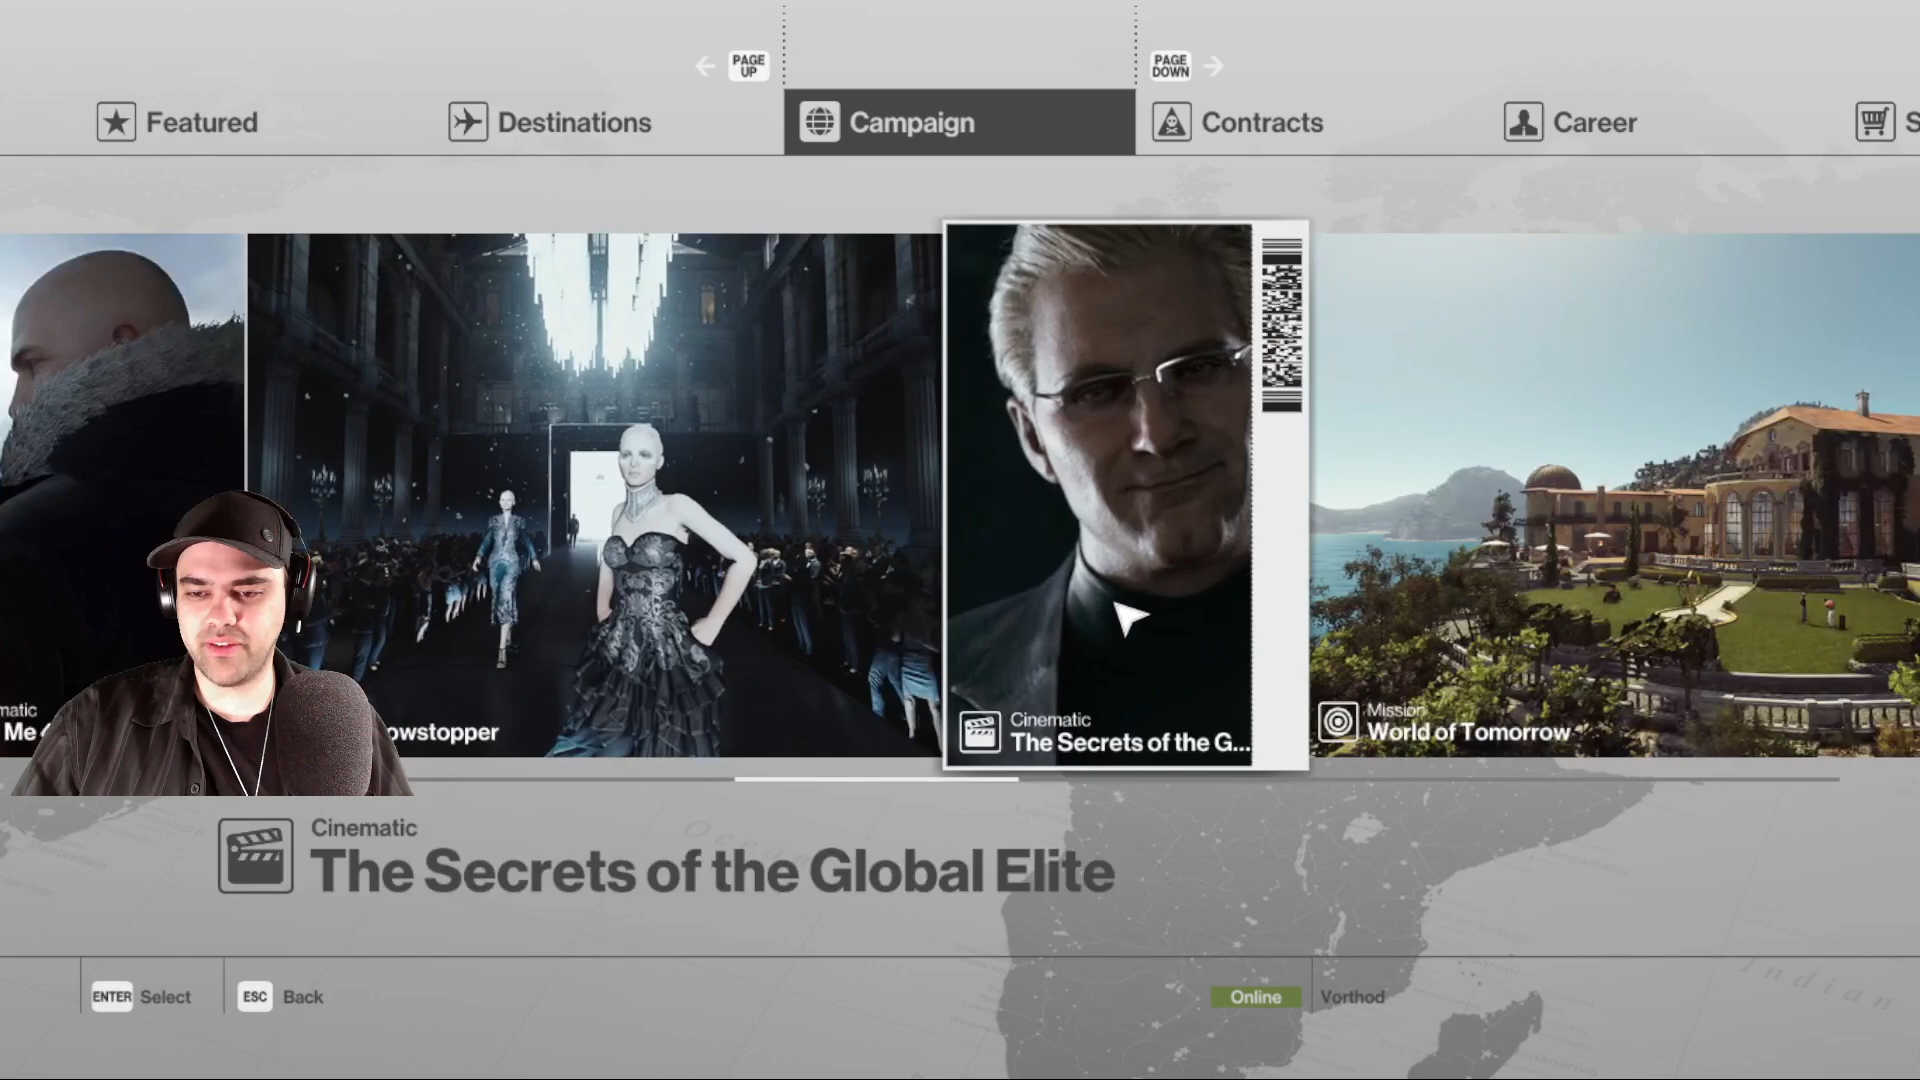 PAGE UP
PAGE DOWN
Featured
Destinations
Campaign
Contracts
Career
S
matic
Me
owstopper
Cinematic
The Secrets of the G...
Mission
World of Tomorrow
Cinematic
The Secrets of the Global Elite
ENTER Select
ESC Back
Online
Vorthod
Indian